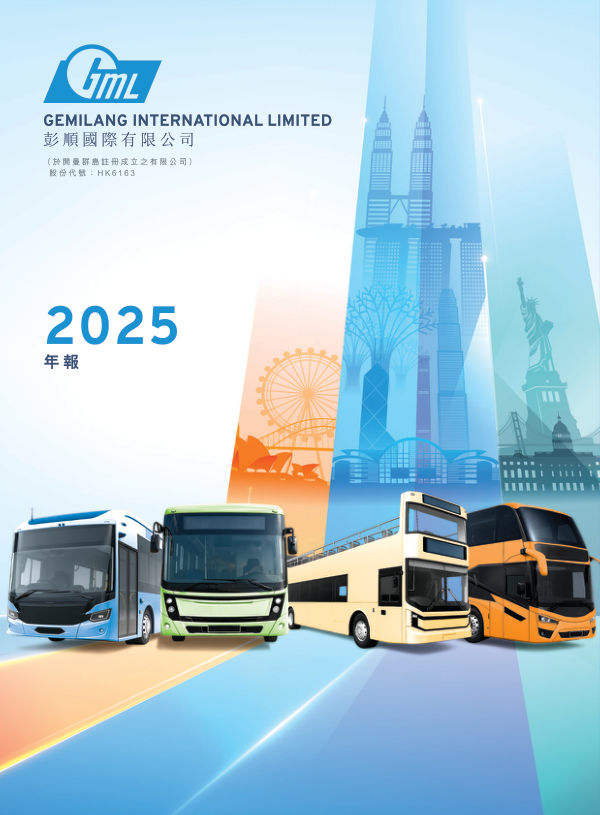 GML
GEMILANG INTERNATIONAL LIMITED
彭順國際有限公司
（於開曼群島註冊成立之有限公司）
股份代號：HK6163
2025
年報